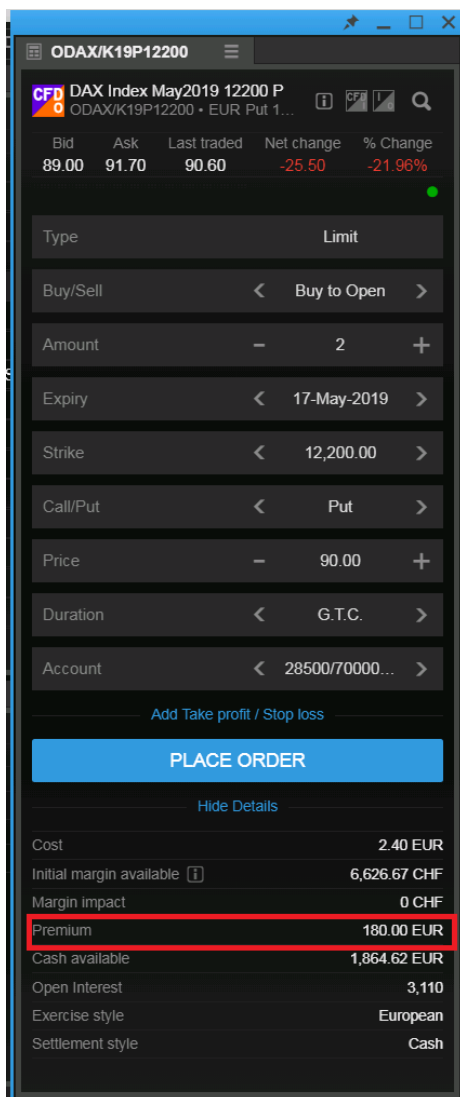 ODAX/K19P12200
CFD O DAX Index May2019 12200 P
ODAX/K19P12200 • EUR Put 1...
Bid Ask Last traded Net change % Change
89.00 91.70 90.60 -25.50 -21.96%
Type Limit
Buy/Sell Buy to Open
Amount - 2 +
Expiry 17-May-2019
Strike 12,200.00
Call/Put Put
Price - 90.00 +
Duration G.T.C.
Account 28500/70000...
Add Take profit / Stop loss
PLACE ORDER
Hide Details
Cost 2.40 EUR
Initial margin available 6,626.67 CHF
Margin impact 0 CHF
Premium 180.00 EUR
Cash available 1,864.62 EUR
Open Interest 3,110
Exercise style European
Settlement style Cash